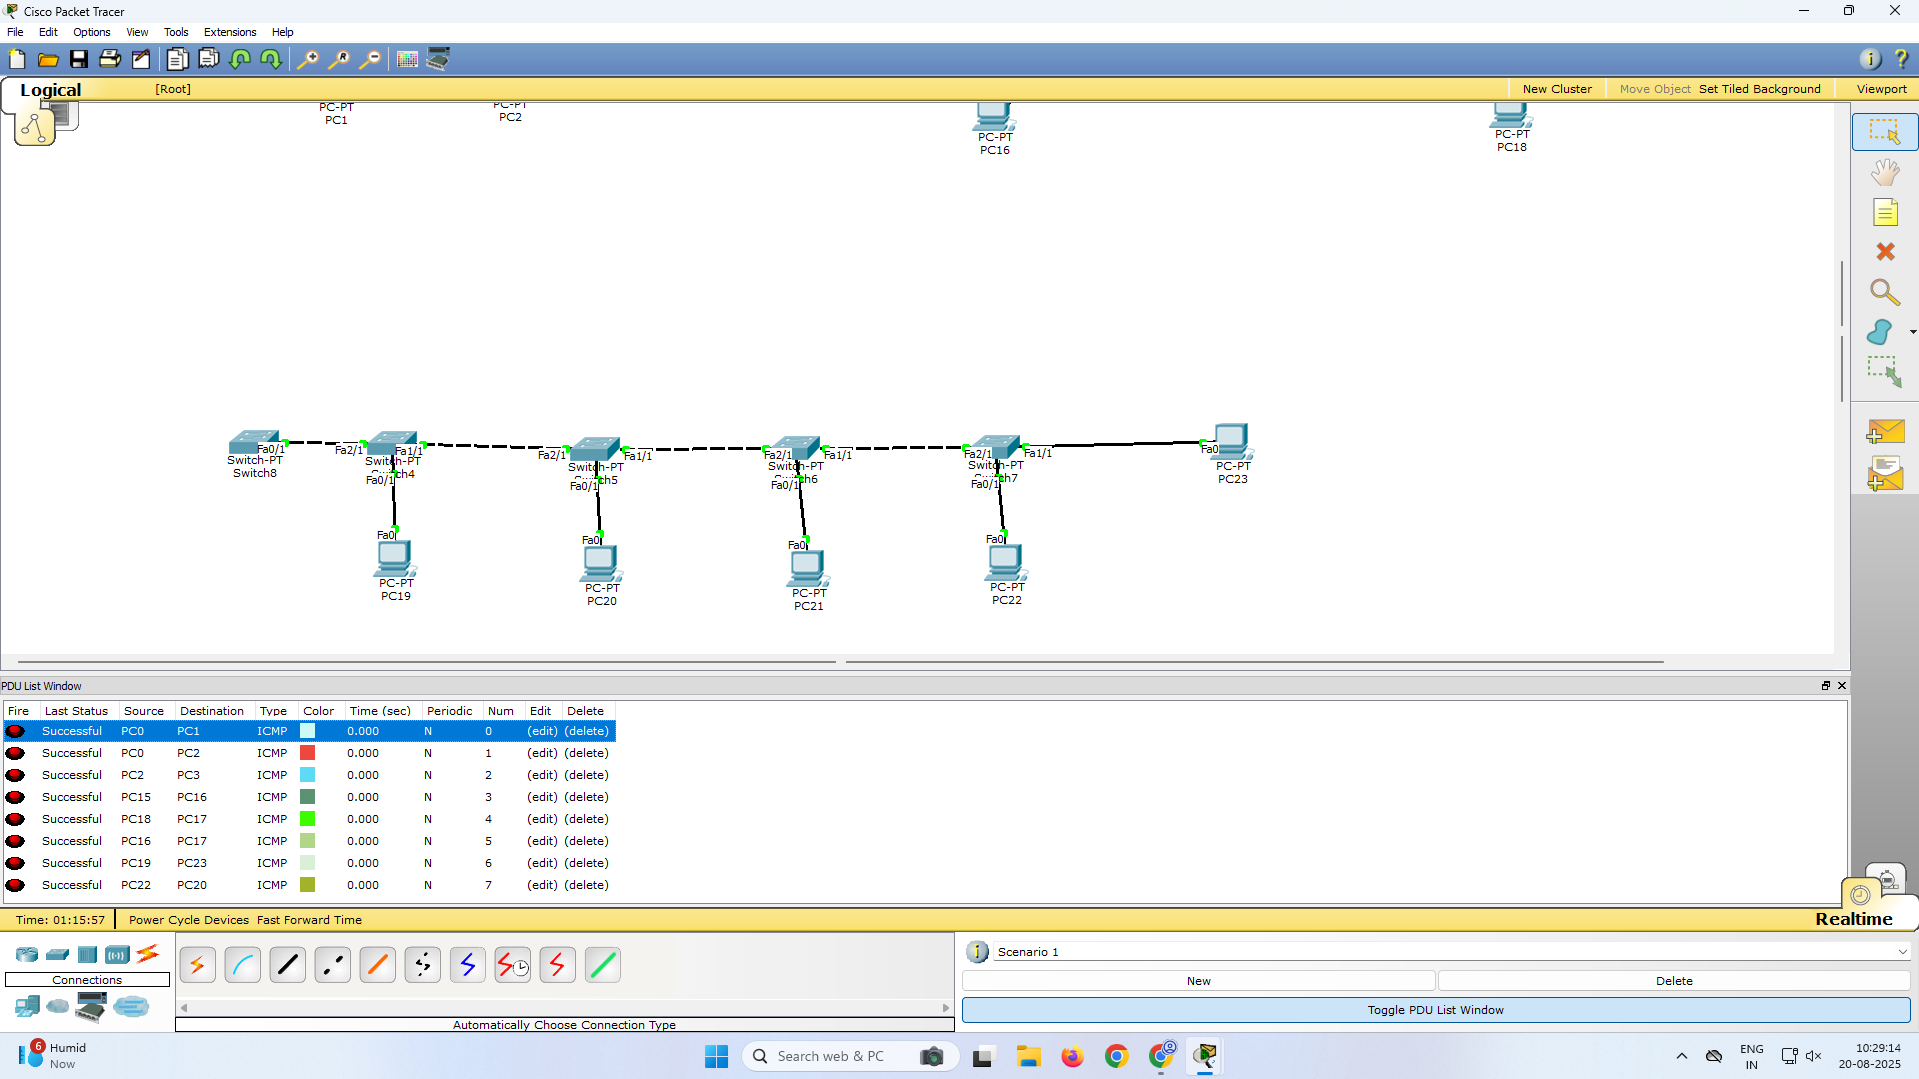 Cisco Packet Tracer
File Edit Options View Tools Extensions Help
Logical [Root] New Cluster Move Object Set Tiled Background Viewport
PC-PT PC-PT
PC1 PC2
PC-PT PC-PT
PC16 PC18
Fa0/1 Fa2/1 Fa1/1 Fa2/1 Fa1/1 Fa2/1 Fa1/1 Fa2/1 Fa1/1 Fa0
Switch-PT Switch-PT Switch-PT Switch-PT Switch-PT PC-PT
Switch8 ch4 h5 h6 h7 PC23
Fa0/1 Fa0/1 Fa0/1 Fa0/1
Fa0 Fa0 Fa0 Fa0
PC-PT PC-PT PC-PT PC-PT
PC19 PC20 PC21 PC22
PDU List Window
Fire Last Status Source Destination Type Color Time (sec) Periodic Num Edit Delete
Successful PC0 PC1 ICMP 0.000 N 0 (edit) (delete)
Successful PC0 PC2 ICMP 0.000 N 1 (edit) (delete)
Successful PC2 PC3 ICMP 0.000 N 2 (edit) (delete)
Successful PC15 PC16 ICMP 0.000 N 3 (edit) (delete)
Successful PC18 PC17 ICMP 0.000 N 4 (edit) (delete)
Successful PC16 PC17 ICMP 0.000 N 5 (edit) (delete)
Successful PC19 PC23 ICMP 0.000 N 6 (edit) (delete)
Successful PC22 PC20 ICMP 0.000 N 7 (edit) (delete)
Time: 01:15:57 Power Cycle Devices Fast Forward Time Realtime
Connections
Automatically Choose Connection Type
Scenario 1
New Delete
Toggle PDU List Window
6 Humid
Now
Search web & PC
ENG
IN
10:29:14
20-08-2025